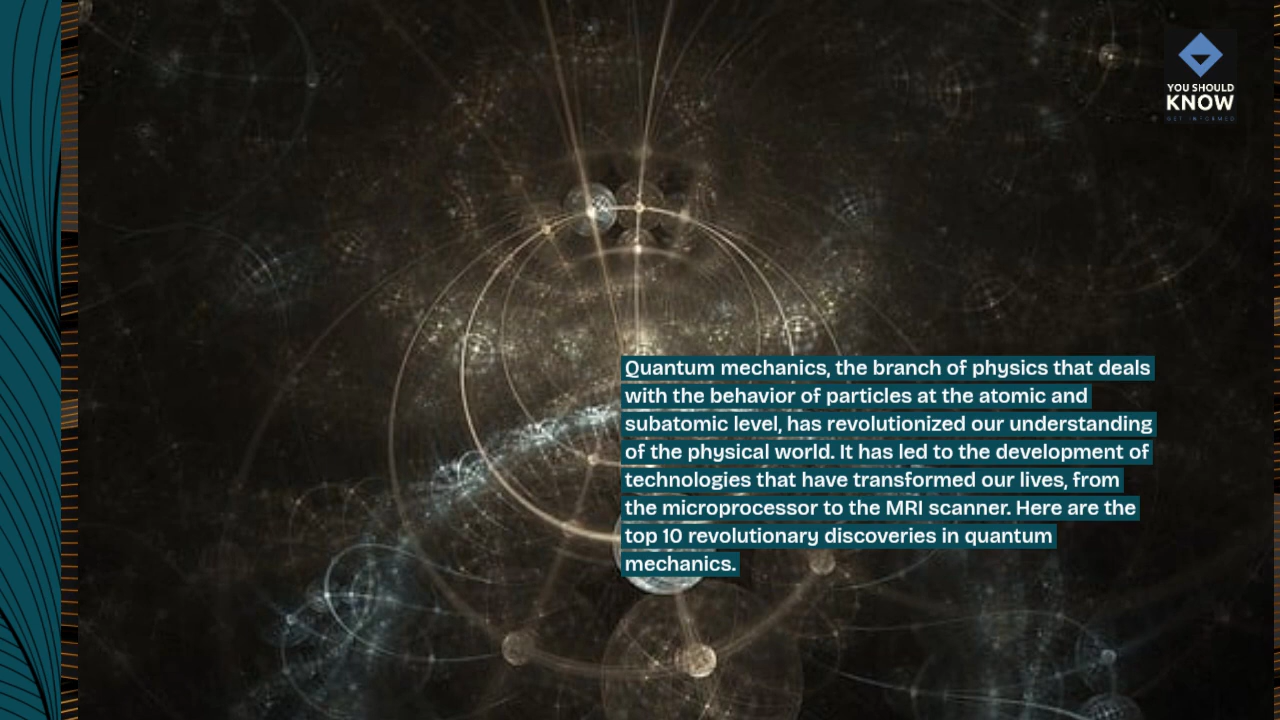 YOU SHOULD
KNOW
GET INFORMED
Quantum mechanics, the branch of physics that deals
with the behavior of particles at the atomic and
subatomic level, has revolutionized our understanding
of the physical world. It has led to the development of
technologies that have transformed our lives, from
the microprocessor to the MRI scanner. Here are the
top 10 revolutionary discoveries in quantum
mechanics.